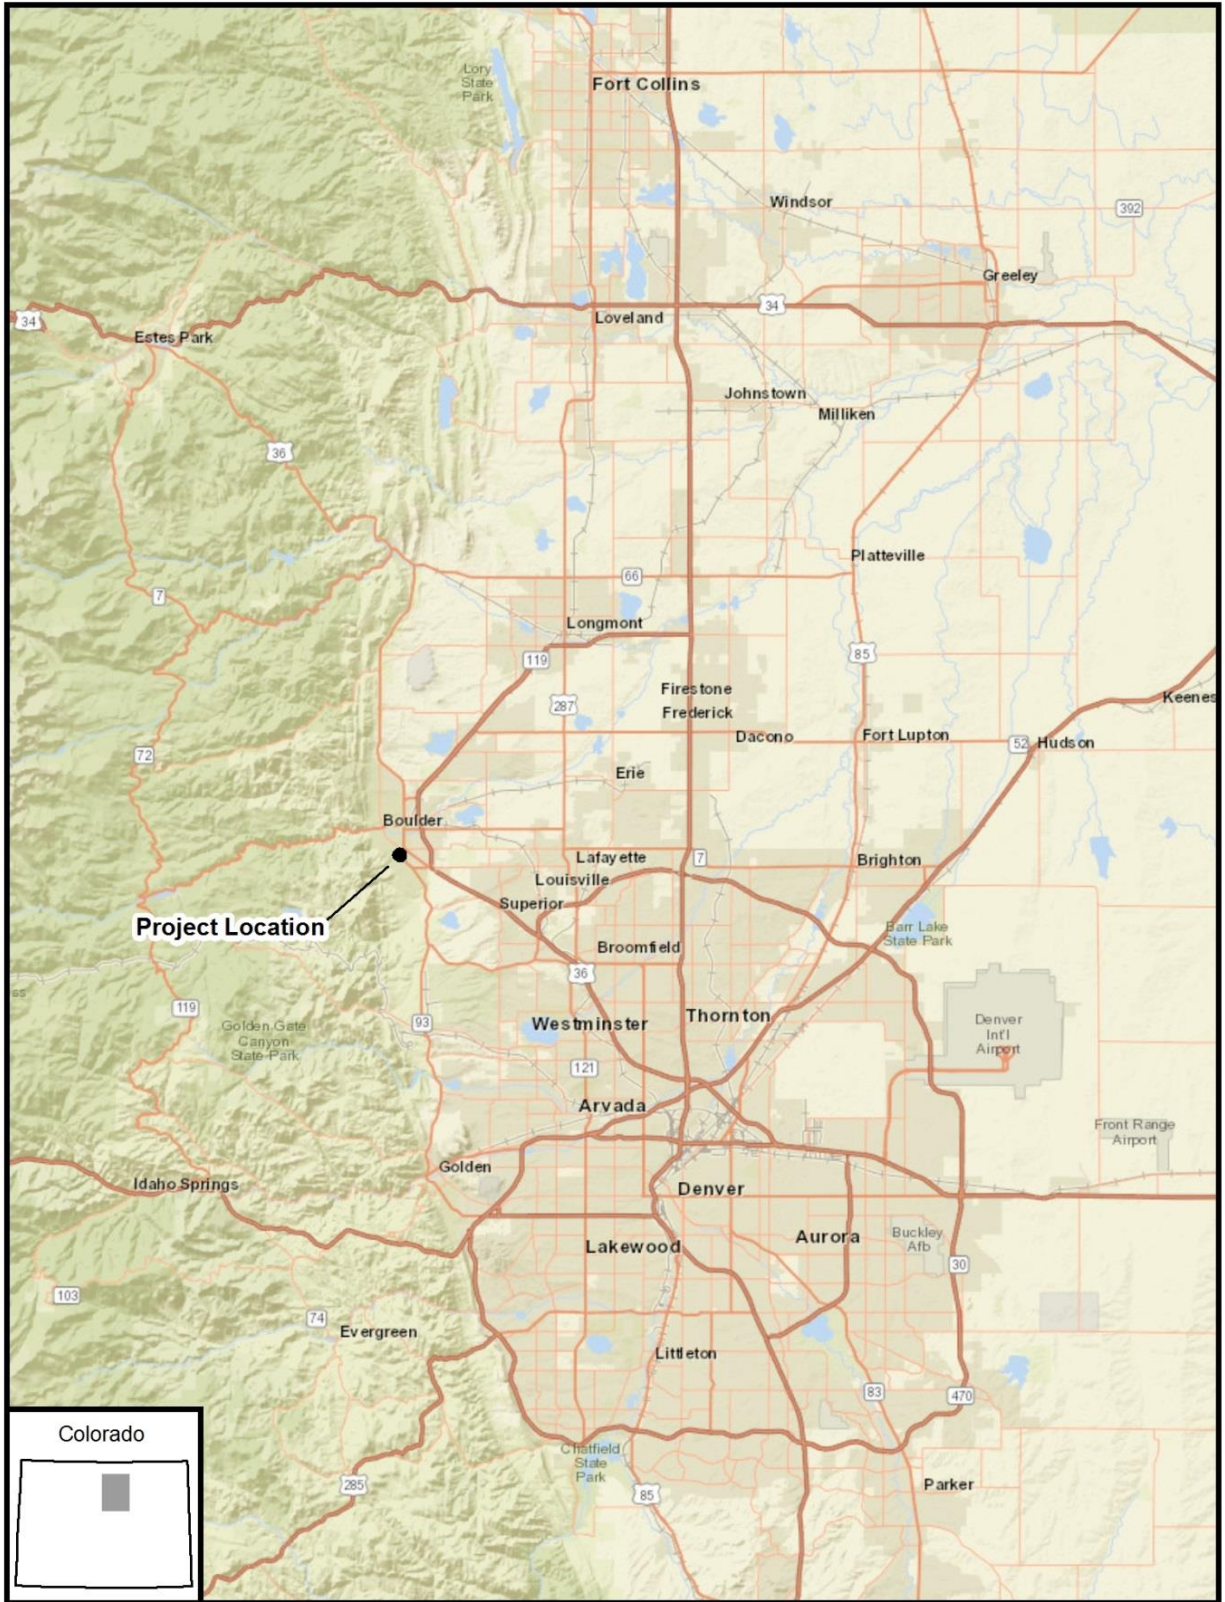 Lory
State
Park
Fort Collins
Windsor
392
Greeley
34
34
Loveland
Estes Park
Johnstown
Milliken
36
Platteville
66
7
Longmont
119
85
Firestone
Frederick
287
Keenes
Dacono
Fort Lupton
52
Hudson
72
Erie
Boulder
Lafayette
7
Brighton
Louisville
Superior
Project Location
Barr Lake
State Park
Broomfield
36
ss
119
93
Golden Gate
Canyon
State Park
Westminster
Thornton
Denver
Int'l
Airport
121
Arvada
Front Range
Airport
Golden
Idaho Springs
Denver
Aurora
Buckley
Afb
Lakewood
30
103
74
Evergreen
Littleton
83
470
Colorado
Chatfield
State
Park
285
85
Parker